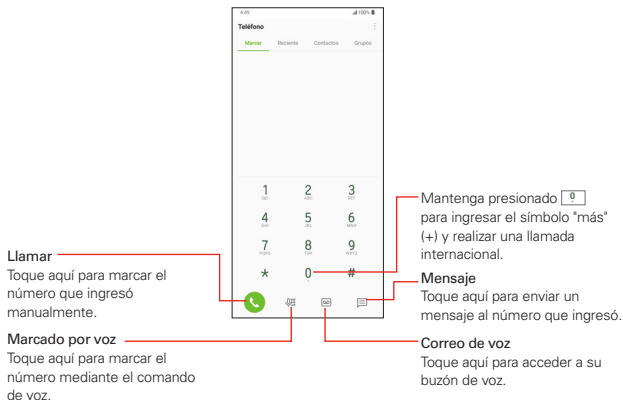 4:49 100%
Teléfono
Marcar Reciente Contactos Grupos
1 2 3
ABC DEF
4 5 6
GHI JKL MNO
7 8 9
PQRS TUV WXYZ
* 0 #
+
Llamar
Toque aquí para marcar el
número que ingresó
manualmente.
Marcado por voz
Toque aquí para marcar el
número mediante el comando
de voz.
Mantenga presionado 0
para ingresar el símbolo "más"
(+) y realizar una llamada
internacional.
Mensaje
Toque aquí para enviar un
mensaje al número que ingresó.
Correo de voz
Toque aquí para acceder a su
buzón de voz.